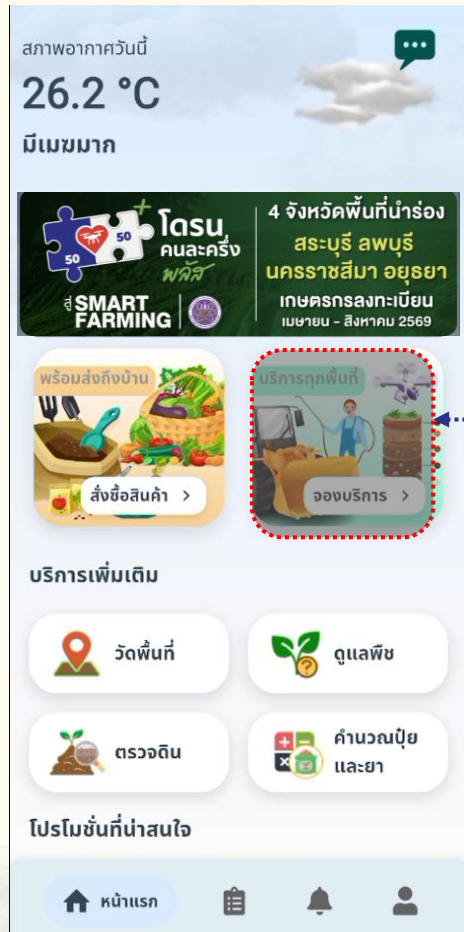 สภาพอากาศวันนี้
26.2 °C
มีเมฆมาก
50
50
โดรน
คนละครึ่ง
พลัส
สู่ SMART
FARMING
4 จังหวัดพื้นที่นำร่อง
สระบุรี ลพบุรี
นครราชสีมา อยุธยา
เกษตรกรลงทะเบียน
เมษายน - สิงหาคม 2569
พร้อมส่งถึงบ้าน
สั่งซื้อสินค้า >
บริการทุกพื้นที่
จองบริการ >
บริการเพิ่มเติม
วัดพื้นที่
ดูแลพืช
ตรวจดิน
คำนวณปุ๋ย
และยา
โปรโมชั่นที่น่าสนใจ
หน้าแรก